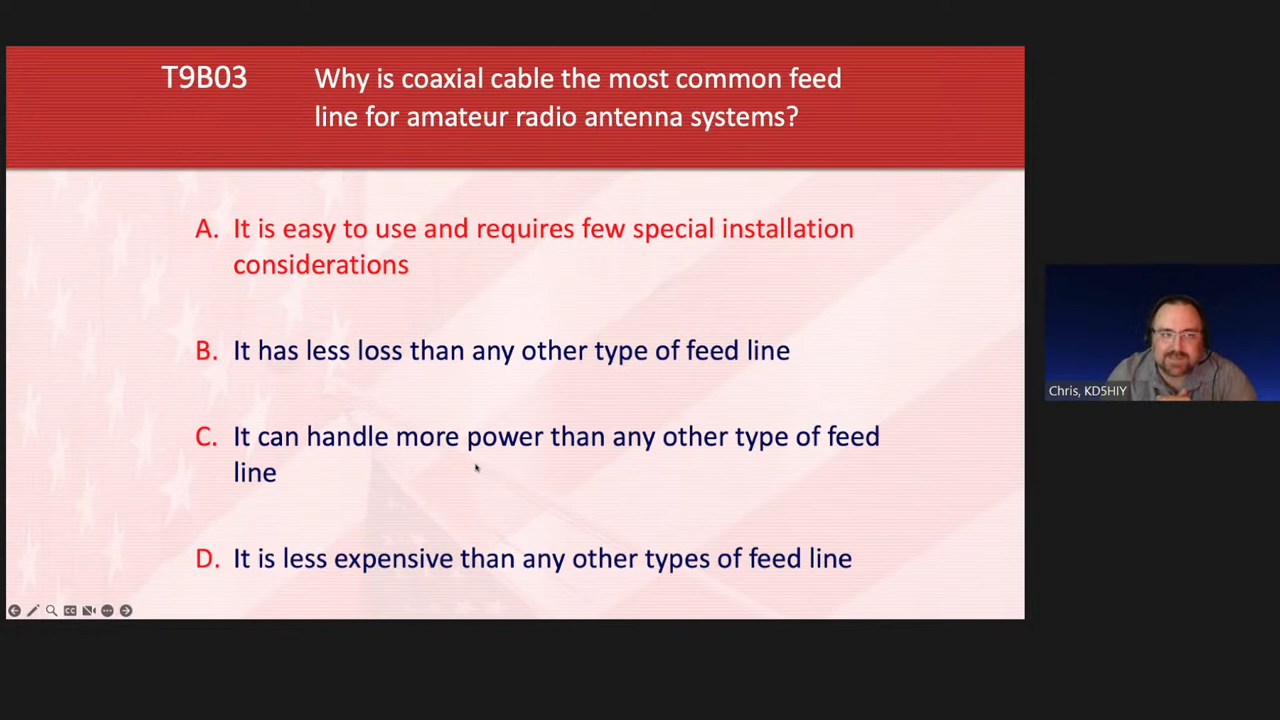 T9B03 Why is coaxial cable the most common feed
line for amateur radio antenna systems?
A. It is easy to use and requires few special installation
considerations
B. It has less loss than any other type of feed line
C. It can handle more power than any other type of feed
line
D. It is less expensive than any other types of feed line
Chris, KD5HIY
CC